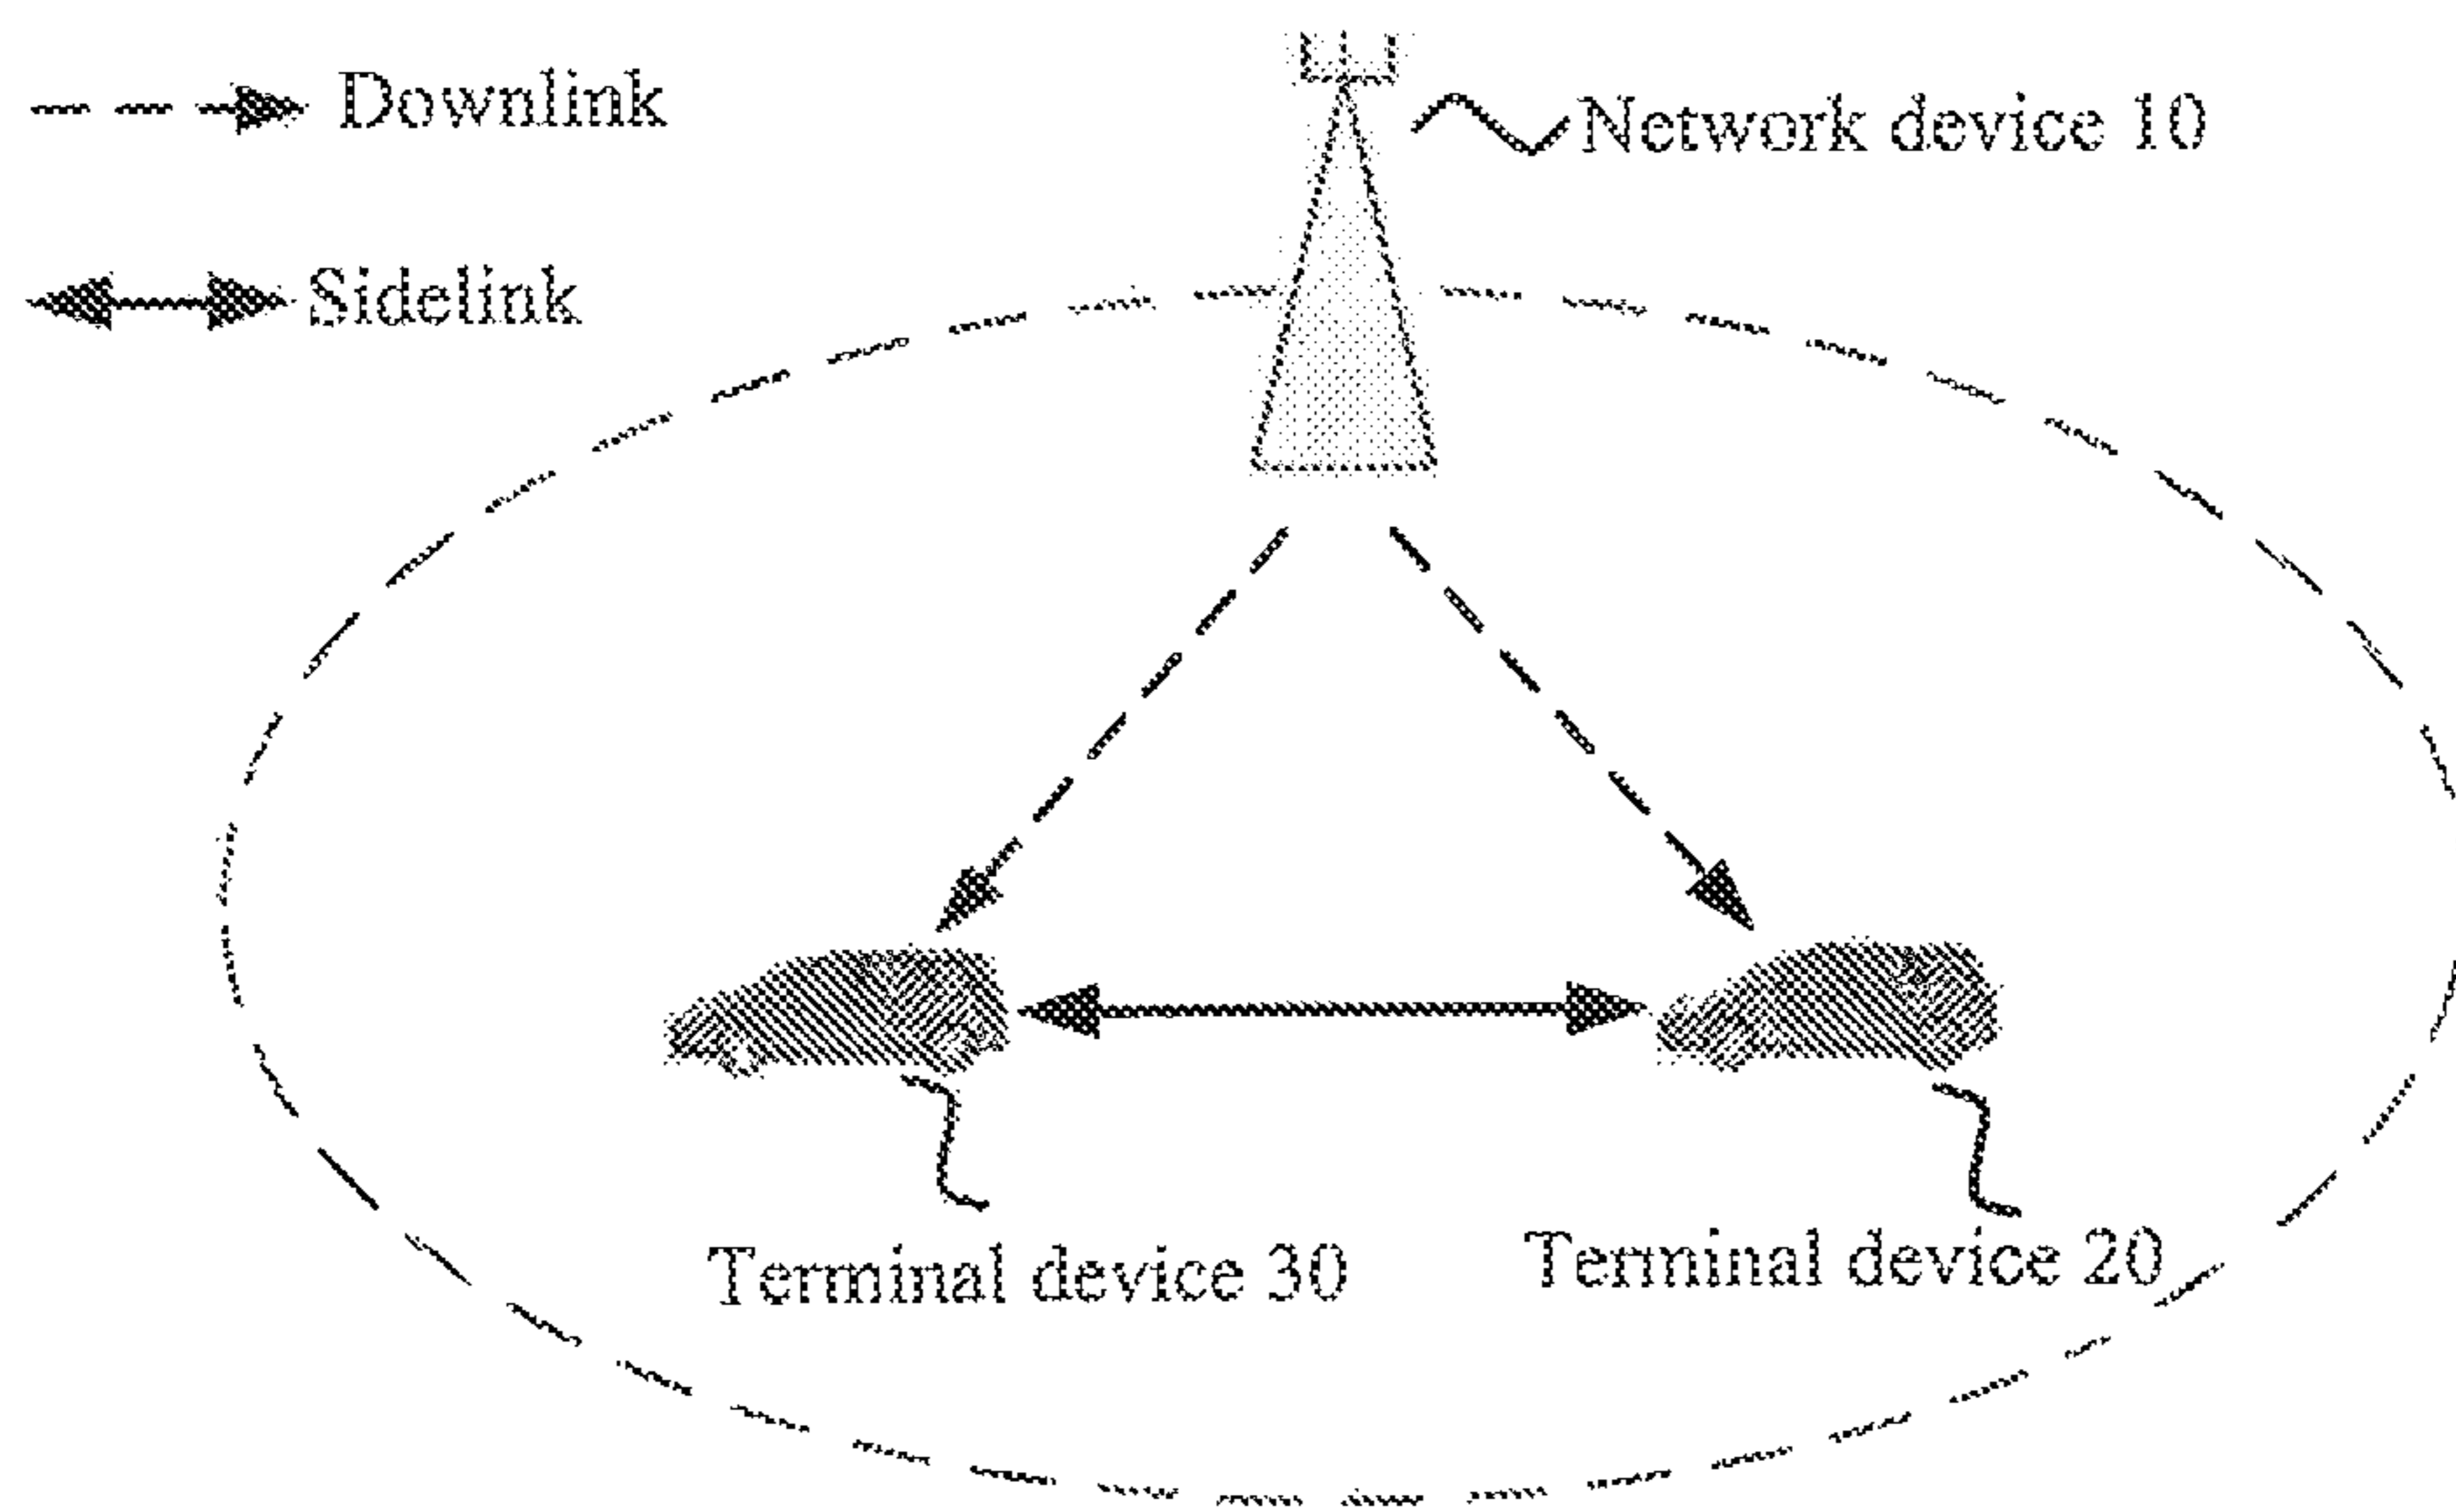 Downlink
Network device 10
Sidelink
Terminal device 30
Terminal device 20